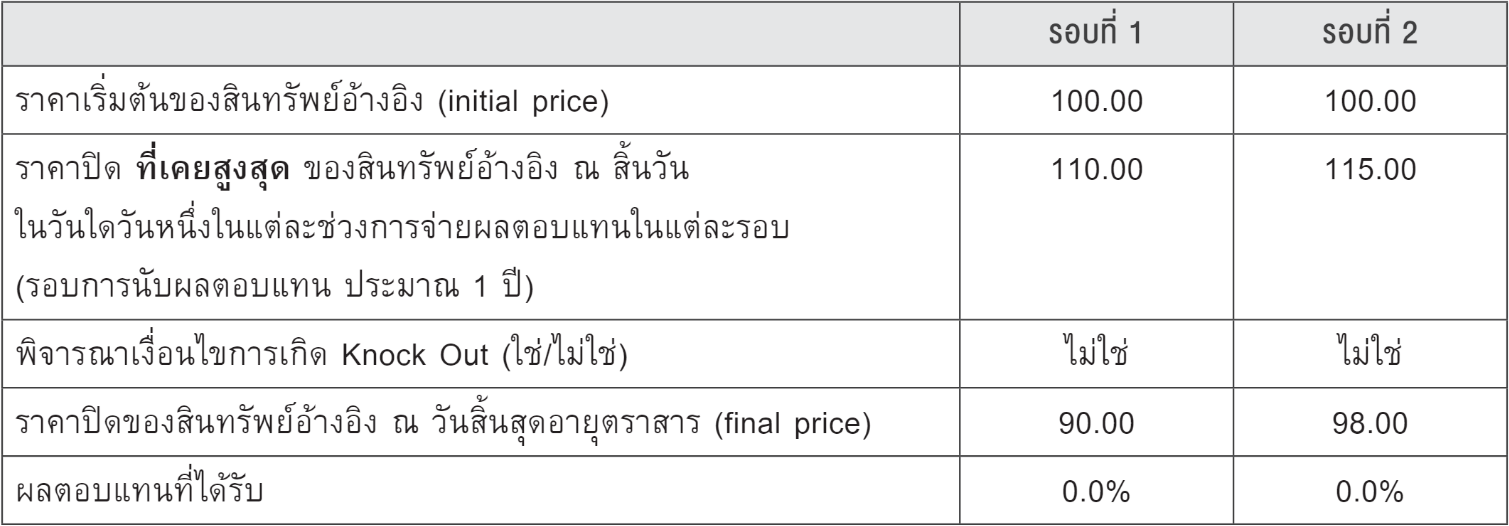 รอบที่ 1 รอบที่ 2
ราคาเริ่มต้นของสินทรัพย์อ้างอิง (initial price) 100.00 100.00
ราคาปิด ที่เคยสูงสุด ของสินทรัพย์อ้างอิง ณ สิ้นวัน 110.00 115.00
ในวันใดวันหนึ่งในแต่ละช่วงการจ่ายผลตอบแทนในแต่ละรอบ
(รอบการนับผลตอบแทน ประมาณ 1 ปี)
พิจารณาเงื่อนไขการเกิด Knock Out (ใช่/ไม่ใช่) ไม่ใช่ ไม่ใช่
ราคาปิดของสินทรัพย์อ้างอิง ณ วันสิ้นสุดอายุตราสาร (final price) 90.00 98.00
ผลตอบแทนที่ได้รับ 0.0% 0.0%